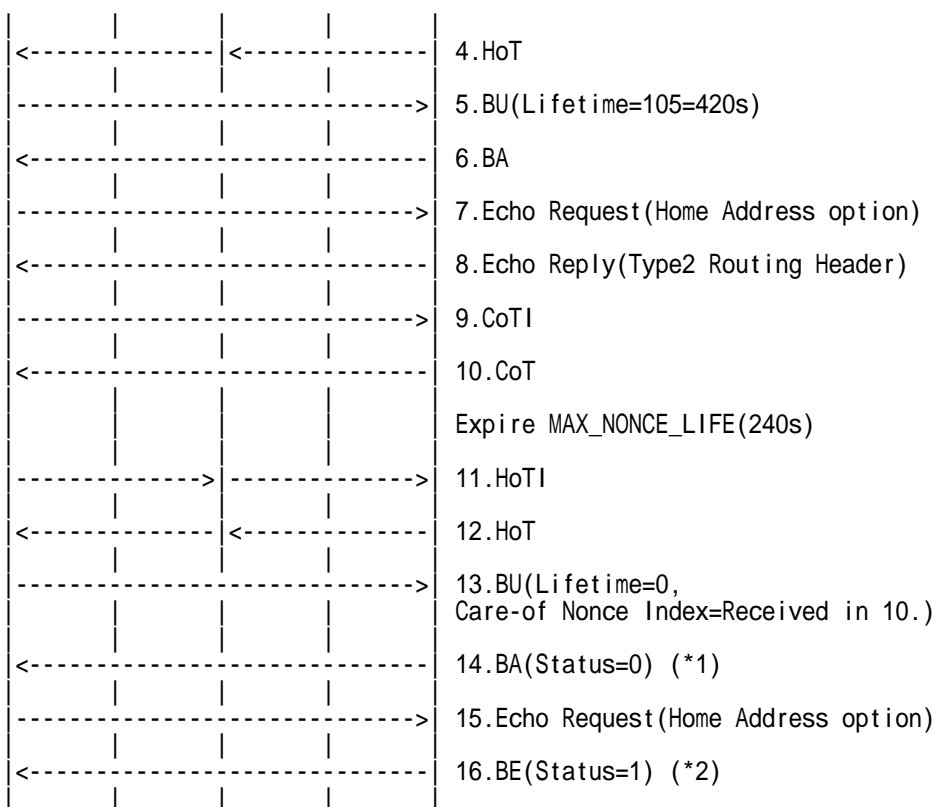 4.HoT
5.BU(Lifetime=105=420s)
6.BA
7.Echo Request(Home Address option)
8.Echo Reply(Type2 Routing Header)
9.CoTI
10.CoT
Expire MAX_NONCE_LIFE(240s)
11.HoTI
12.HoT
13.BU(Lifetime=0,
Care-of Nonce Index=Received in 10.)
14.BA(Status=0) (*1)
15.Echo Request(Home Address option)
16.BE(Status=1) (*2)